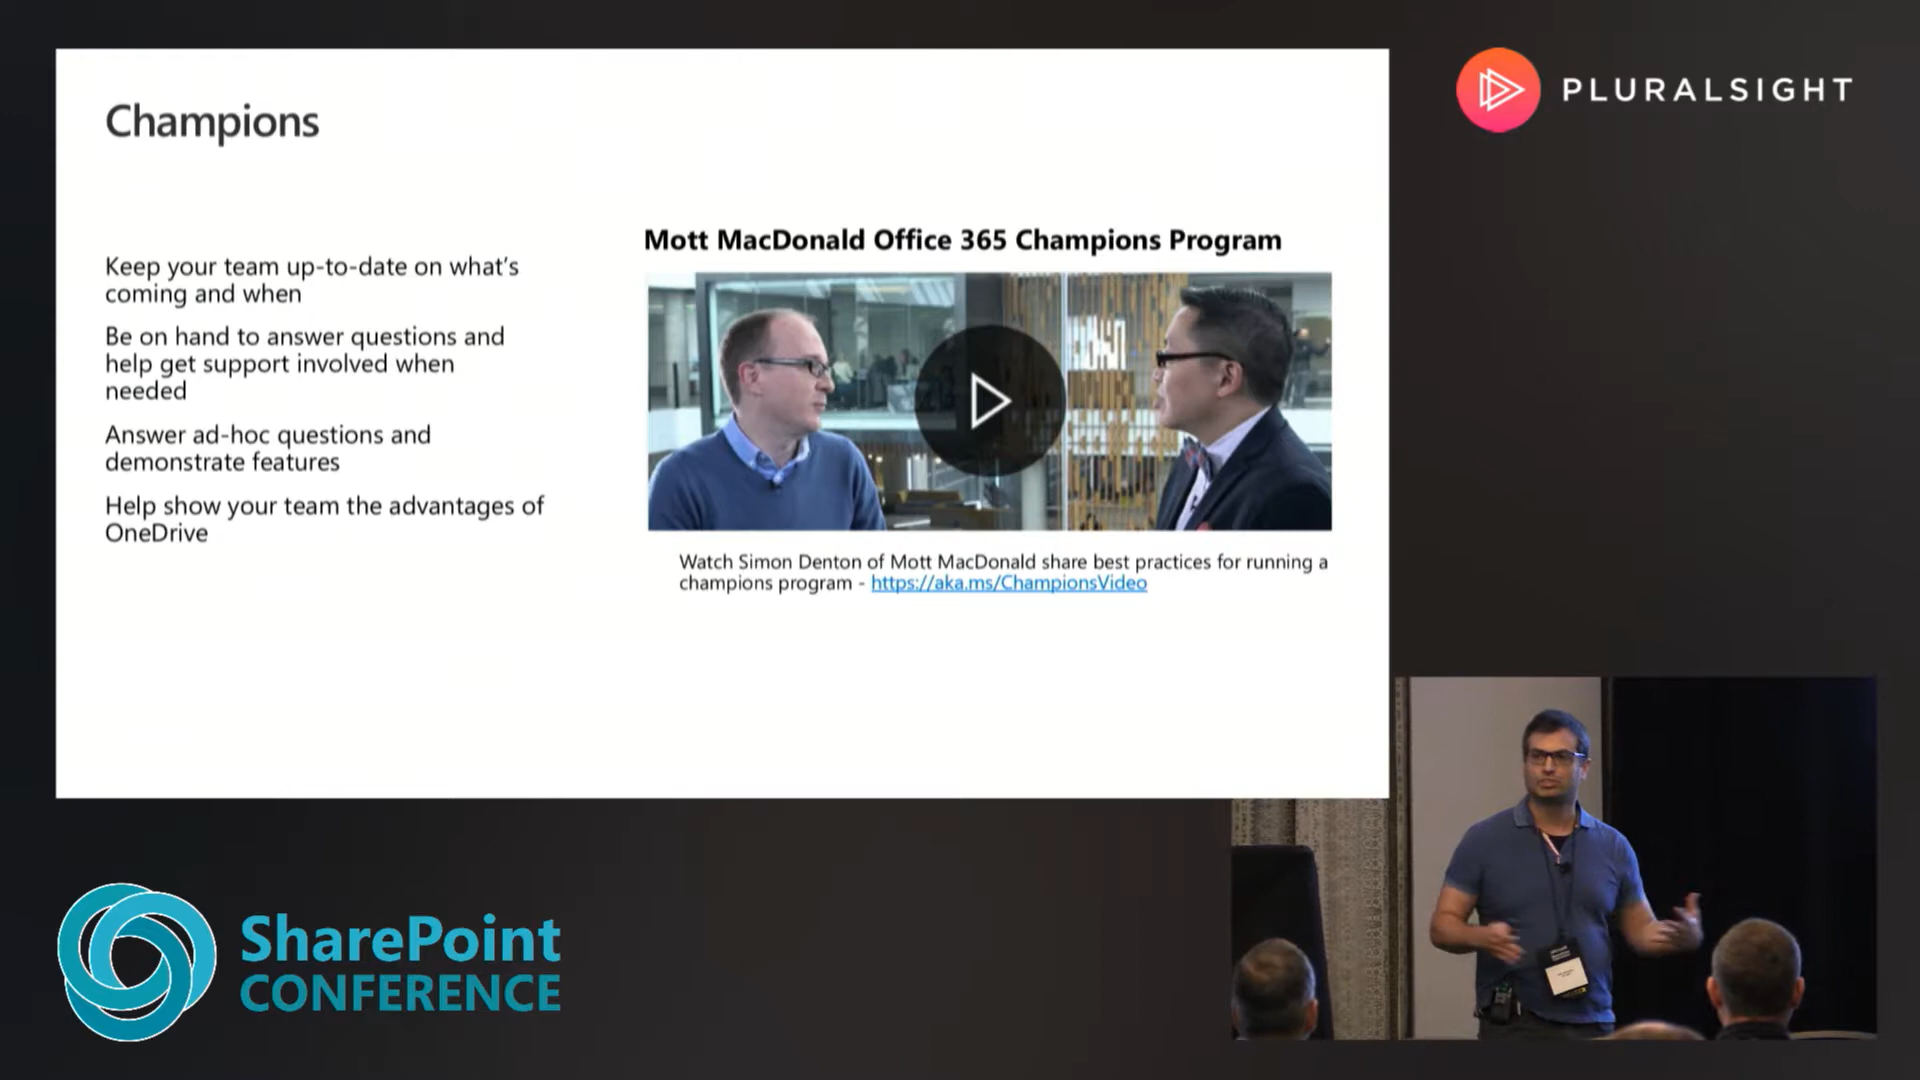 PLURALSIGHT
Champions
Keep your team up-to-date on what's
coming and when
Be on hand to answer questions and
help get support involved when
needed
Answer ad-hoc questions and
demonstrate features
Help show your team the advantages of
OneDrive
Mott MacDonald Office 365 Champions Program
Watch Simon Denton of Mott MacDonald share best practices for running a
champions program - https://aka.ms/ChampionsVideo
SharePoint
CONFERENCE